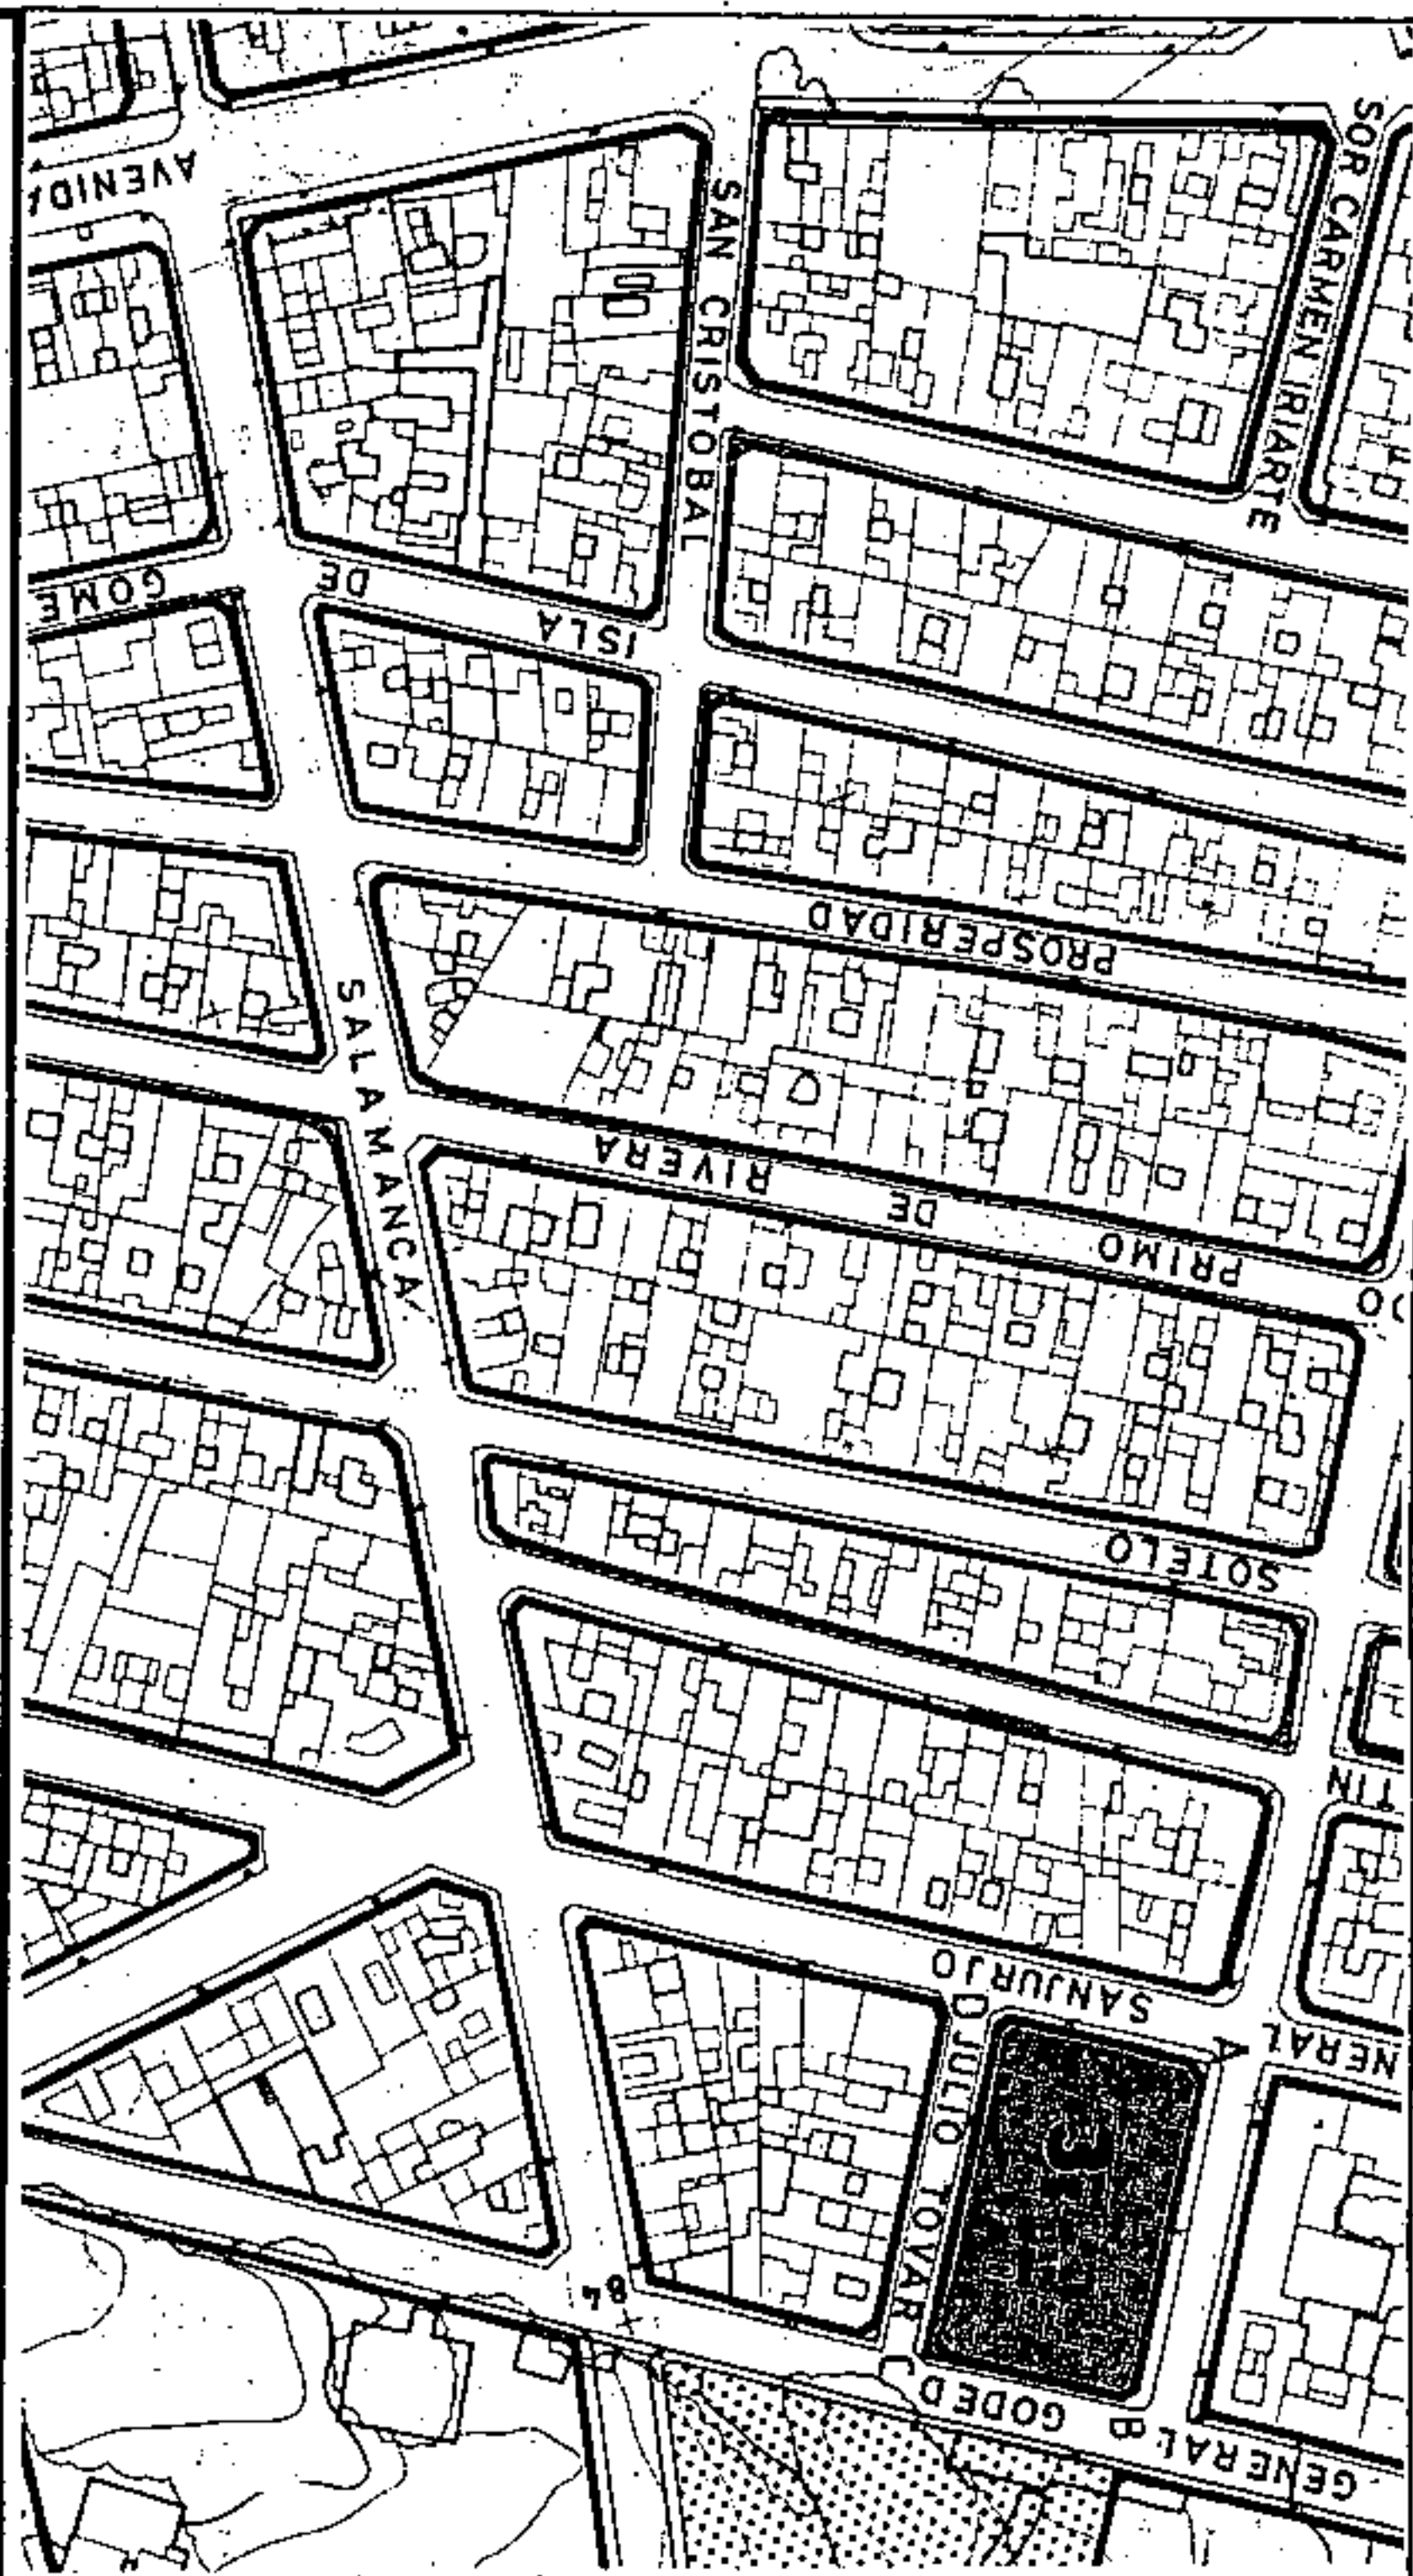 AVENIDA
SAN CRISTOBAL
SOR CARMEN IRIARTE
GOME
ISLA DE
PROSPERIDAD
SALAMANCA
PRIMO DE RIVERA
SOTELO
TIN
SANJURJO
NERAL
D
JULIO TOVAR
A
C
B
84
GENERAL GODED